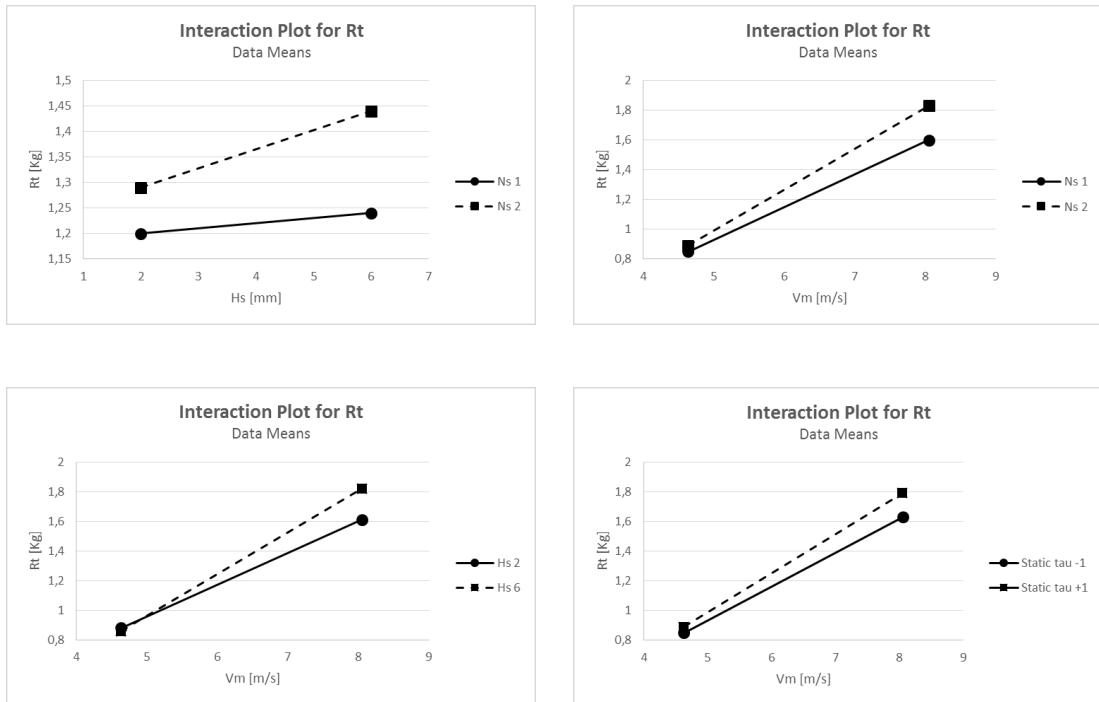 Interaction Plot for Rt
Data Means
1,5
1,45
1,4
1,35
1,3
1,25
1,2
1,15
Rt [Kg]
1 2 3 4 5 6 7
Hs [mm]
Ns 1
Ns 2
Interaction Plot for Rt
Data Means
2
1,8
1,6
1,4
1,2
1
0,8
Rt [Kg]
4 5 6 7 8 9
Vm [m/s]
Ns 1
Ns 2
Interaction Plot for Rt
Data Means
2
1,8
1,6
1,4
1,2
1
0,8
Rt [Kg]
4 5 6 7 8 9
Vm [m/s]
Hs 2
Hs 6
Interaction Plot for Rt
Data Means
2
1,8
1,6
1,4
1,2
1
0,8
Rt [Kg]
4 5 6 7 8 9
Vm [m/s]
Static tau -1
Static tau +1